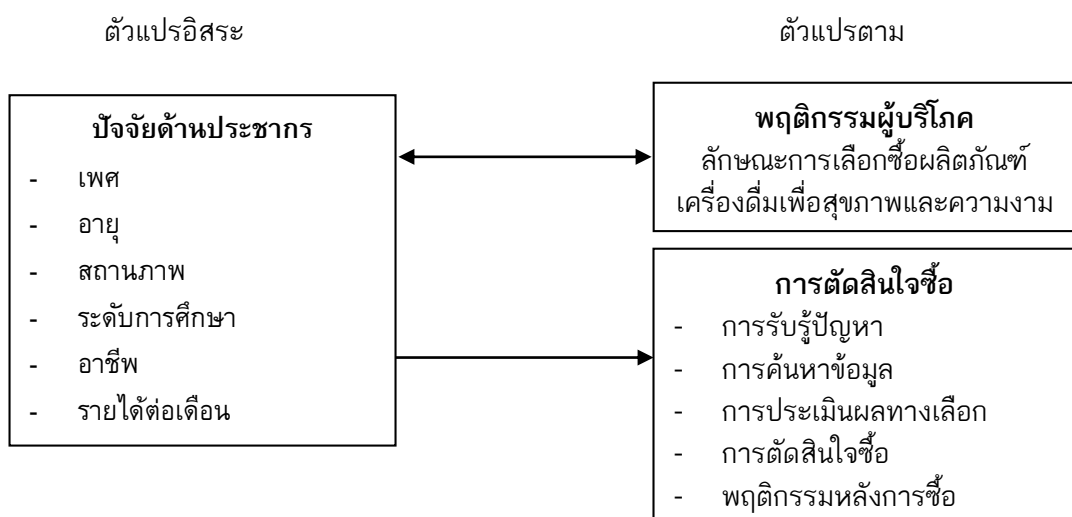 ตัวแปรอิสระ
ตัวแปรตาม
ปัจจัยด้านประชากร
- เพศ
- อายุ
- สถานภาพ
- ระดับการศึกษา
- อาชีพ
- รายได้ต่อเดือน
พฤติกรรมผู้บริโภค
ลักษณะการเลือกซื้อผลิตภัณฑ์
เครื่องดื่มเพื่อสุขภาพและความงาม
การตัดสินใจซื้อ
- การรับรู้ปัญหา
- การค้นหาข้อมูล
- การประเมินผลทางเลือก
- การตัดสินใจซื้อ
- พฤติกรรมหลังการซื้อ